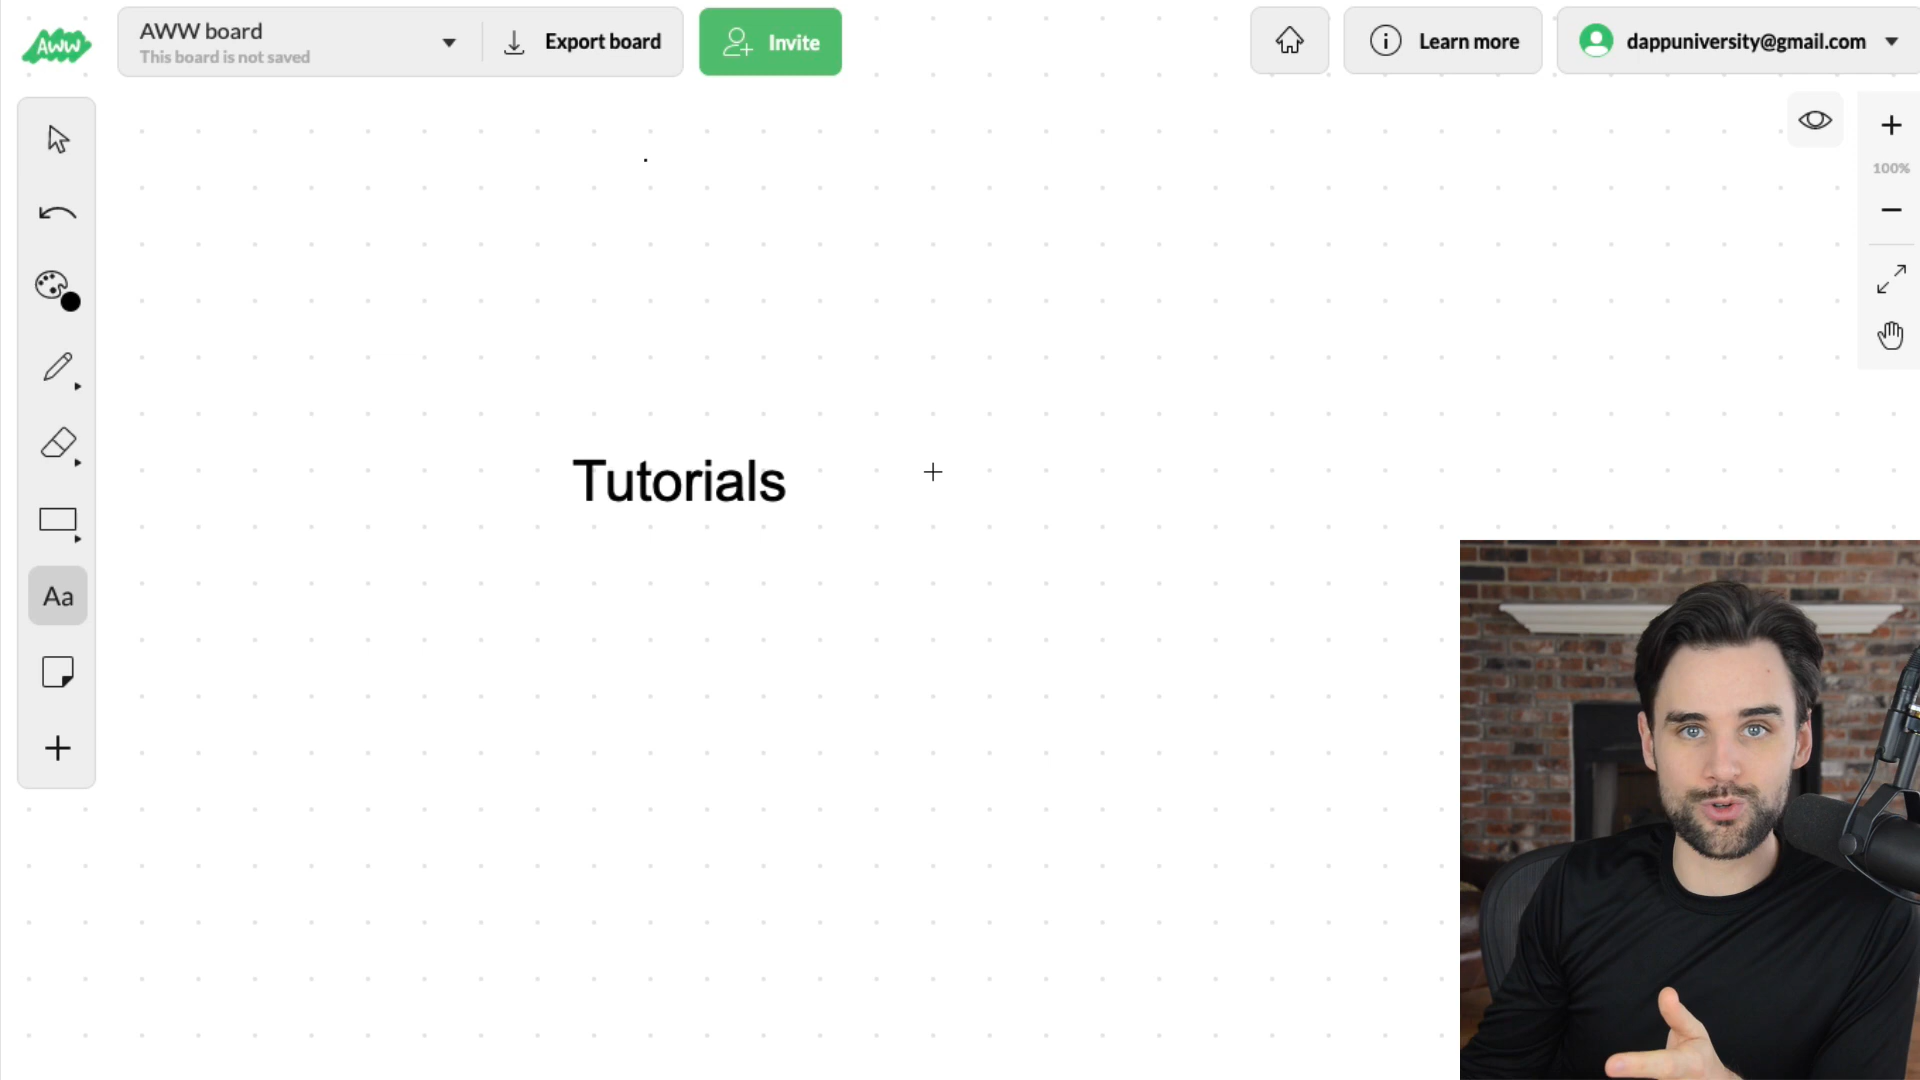 AWW
AWW board
This board is not saved
Export board
Invite
Learn more
dappuniversity@gmail.com
100%
Tutorials
Aa